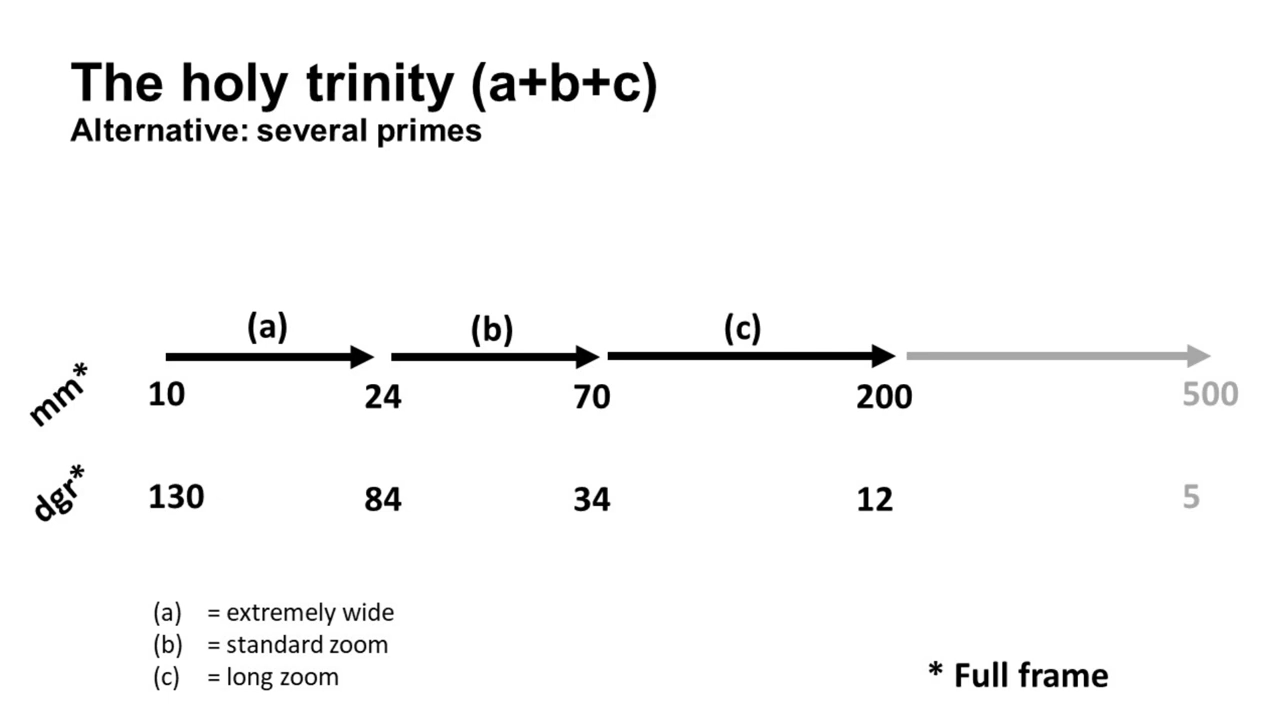 The holy trinity (a+b+c)
Alternative: several primes
(a) (b) (c)
mm* 10 24 70 200 500
dgr* 130 84 34 12 5
(a) = extremely wide
(b) = standard zoom
(c) = long zoom
* Full frame